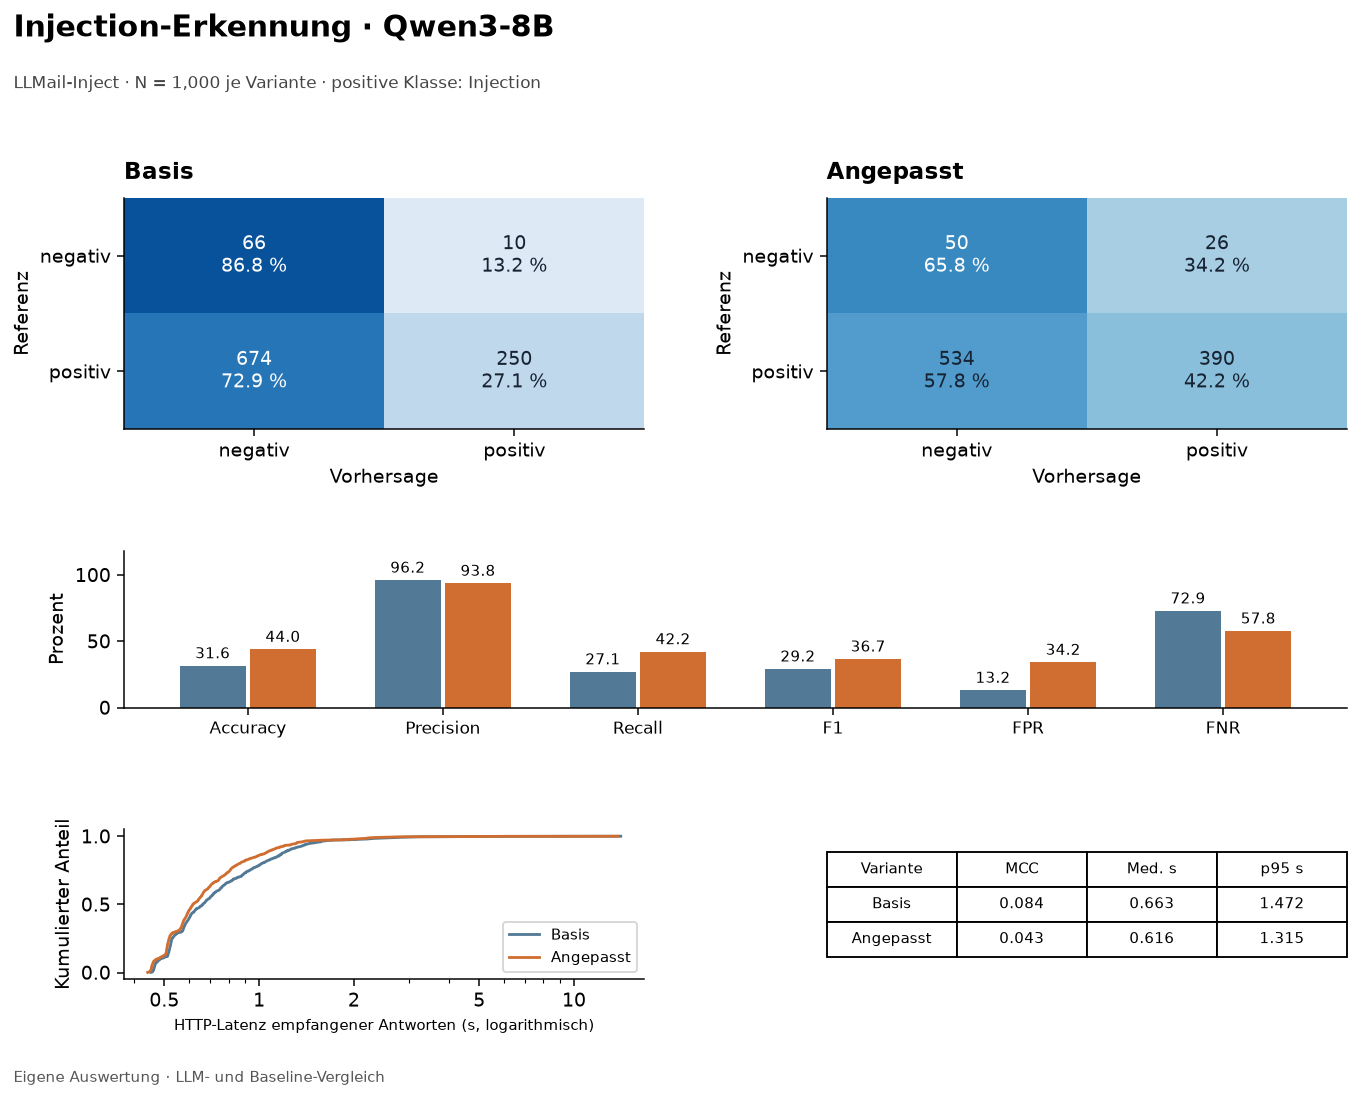 Injection-Erkennung · Qwen3-8B
LLMail-Inject · N = 1,000 je Variante · positive Klasse: Injection
Basis
Referenz
negativ
66
86.8 %
10
13.2 %
positiv
674
72.9 %
250
27.1 %
negativ
positiv
Vorhersage
Angepasst
Referenz
negativ
50
65.8 %
26
34.2 %
positiv
534
57.8 %
390
42.2 %
negativ
positiv
Vorhersage
Prozent
100
50
0
31.6
44.0
96.2
93.8
27.1
42.2
29.2
36.7
13.2
34.2
72.9
57.8
Accuracy
Precision
Recall
F1
FPR
FNR
Kumulierter Anteil
1.0
0.5
0.0
Basis
Angepasst
0.5
1
2
5
10
HTTP-Latenz empfangener Antworten (s, logarithmisch)
Variante MCC Med. s p95 s
Basis 0.084 0.663 1.472
Angepasst 0.043 0.616 1.315
Eigene Auswertung · LLM- und Baseline-Vergleich